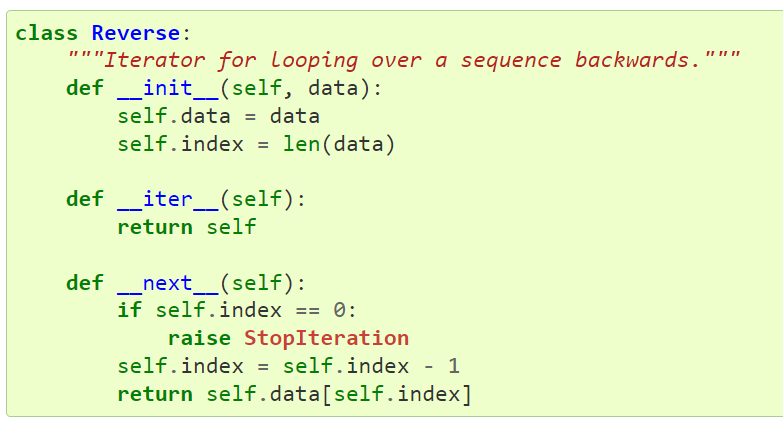 class Reverse:
    """Iterator for looping over a sequence backwards."""
    def __init__(self, data):
        self.data = data
        self.index = len(data)

    def __iter__(self):
        return self

    def __next__(self):
        if self.index == 0:
            raise StopIteration
        self.index = self.index - 1
        return self.data[self.index]